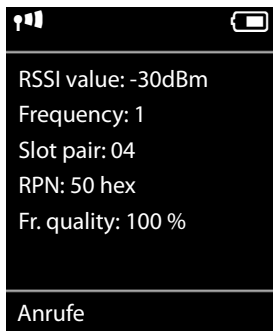 RSSI value: -30dBm
Frequency: 1
Slot pair: 04
RPN: 50 hex
Fr. quality: 100 %
Anrufe